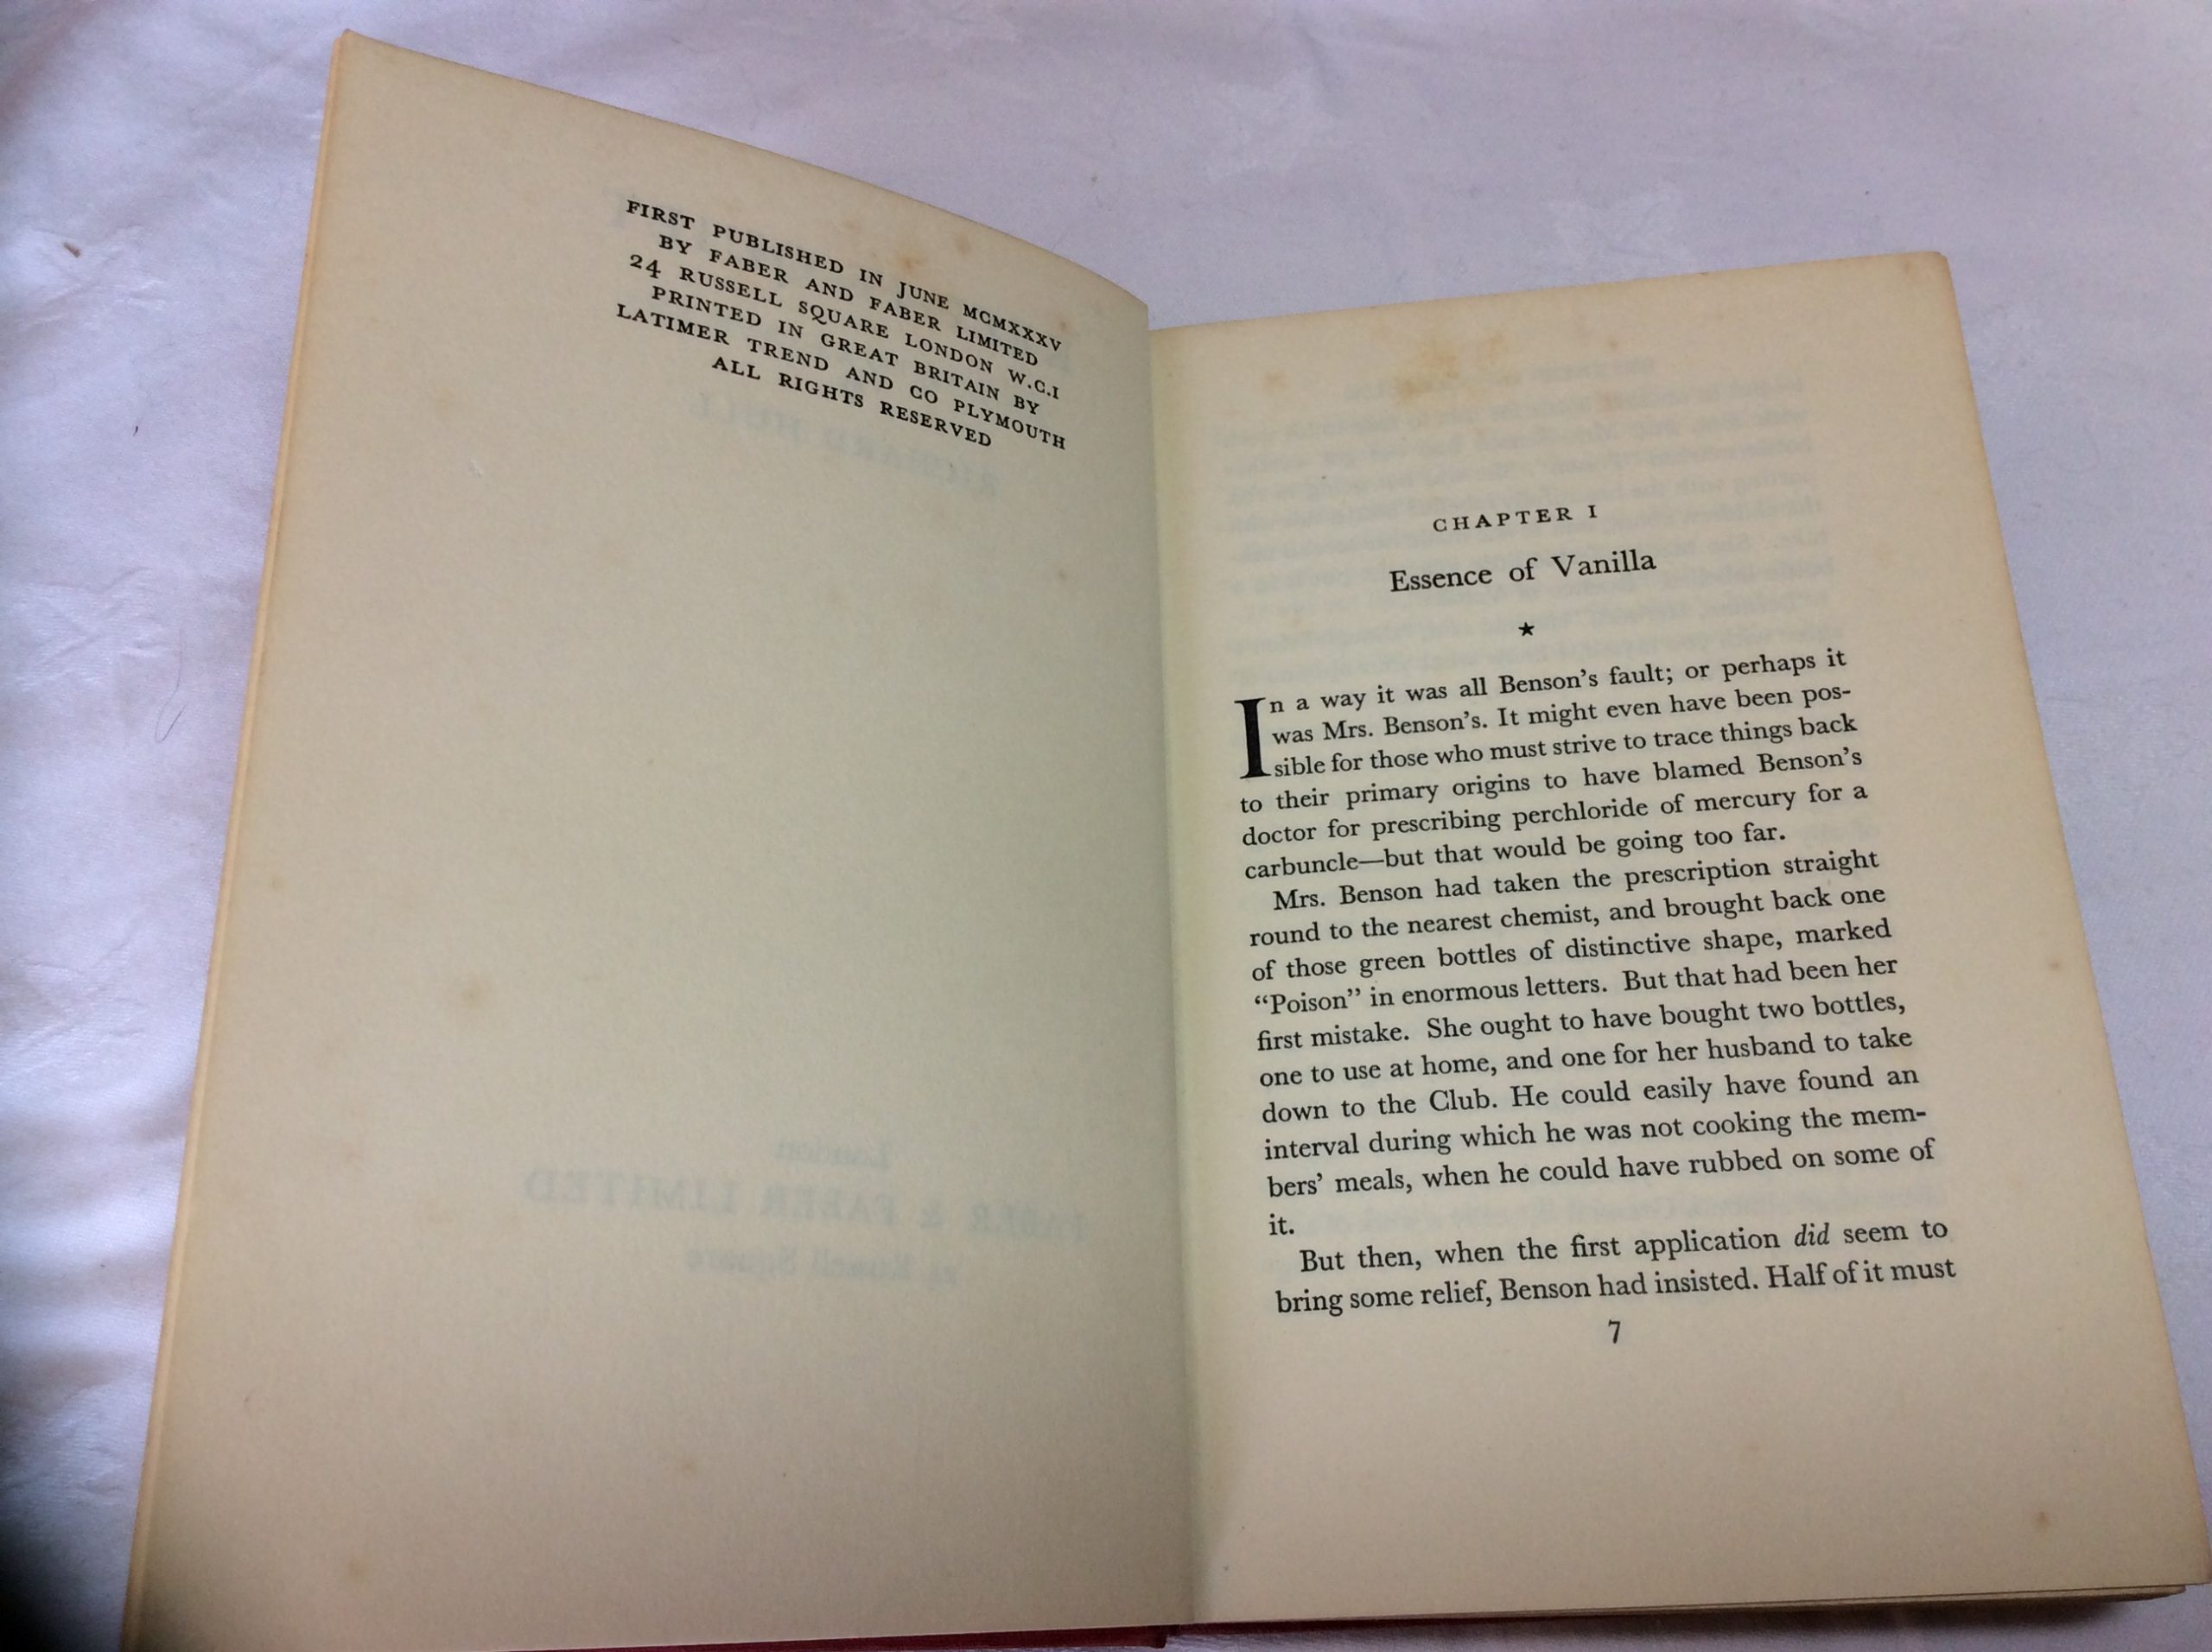 FIRST PUBLISHED IN JUNE MCMXXXV
BY FABER AND FABER LIMITED
24 RUSSELL SQUARE LONDON W.C.I
PRINTED IN GREAT BRITAIN BY
LATIMER TREND AND CO PLYMOUTH
ALL RIGHTS RESERVED
RICHARD HULL
London
FABER & FABER LIMITED
24 Russell Square
CHAPTER I
Essence of Vanilla
★
In a way it was all Benson's fault; or perhaps it
was Mrs. Benson's. It might even have been pos-
sible for those who must strive to trace things back
to their primary origins to have blamed Benson's
doctor for prescribing perchloride of mercury for a
carbuncle—but that would be going too far.
Mrs. Benson had taken the prescription straight
round to the nearest chemist, and brought back one
of those green bottles of distinctive shape, marked
“Poison” in enormous letters. But that had been her
first mistake. She ought to have bought two bottles,
one to use at home, and one for her husband to take
down to the Club. He could easily have found an
interval during which he was not cooking the mem-
bers' meals, when he could have rubbed on some of
it.
But then, when the first application did seem to
bring some relief, Benson had insisted. Half of it must
7